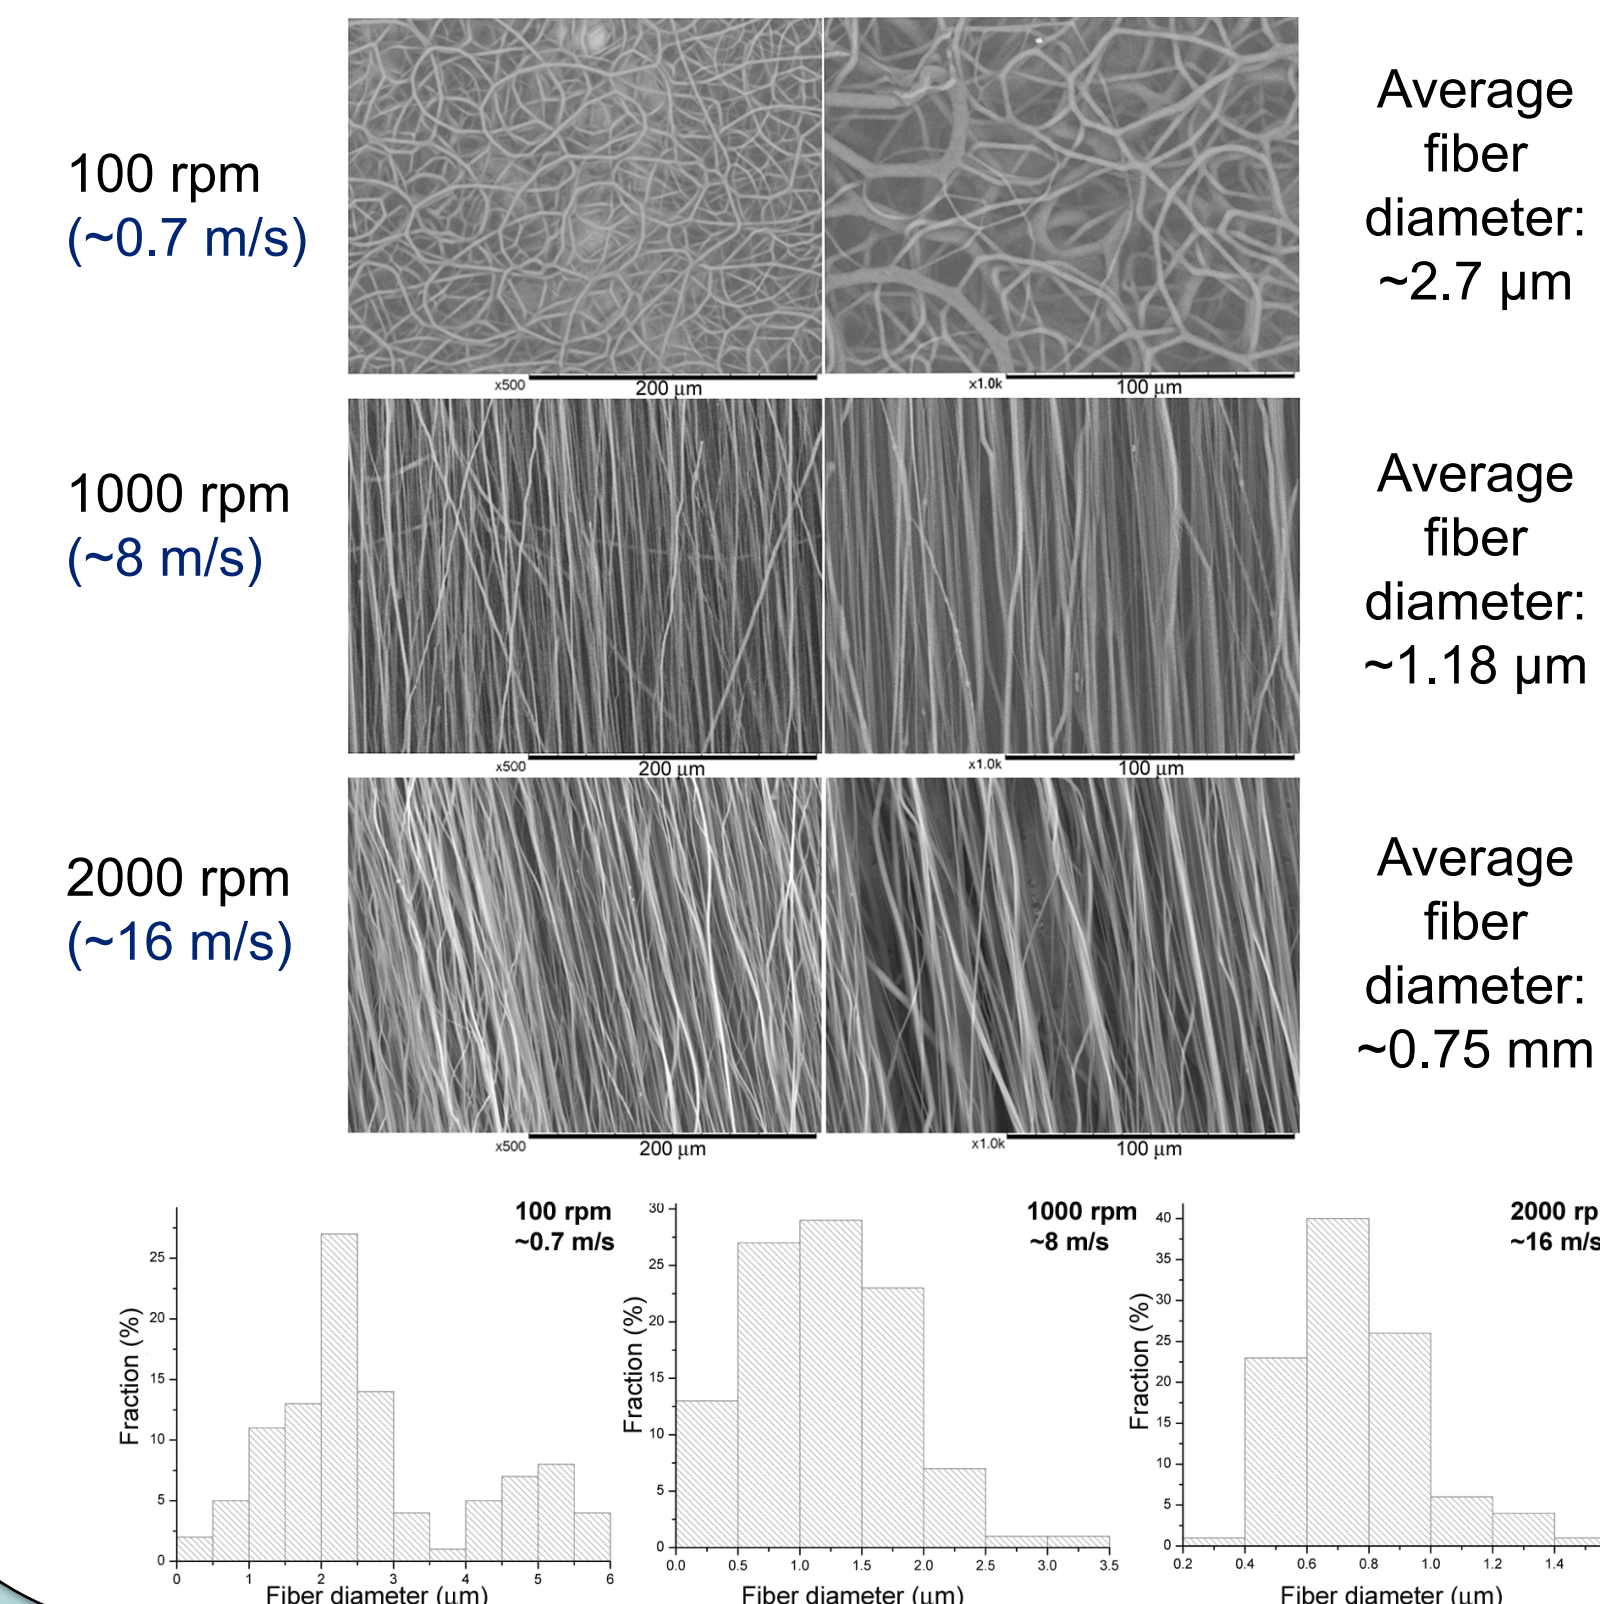 100 rpm
(~0.7 m/s)
Average
fiber
diameter:
~2.7 µm
x500
200 µm
x1.0k
100 µm
1000 rpm
(~8 m/s)
Average
fiber
diameter:
~1.18 µm
x500
200 µm
x1.0k
100 µm
2000 rpm
(~16 m/s)
Average
fiber
diameter:
~0.75 mm
x500
200 µm
x1.0k
100 µm
100 rpm
~0.7 m/s
Fraction (%)
25
20
15
10
5
0
0 1 2 3 4 5 6
Fiber diameter (µm)
1000 rpm
~8 m/s
Fraction (%)
30
25
20
15
10
5
0
0.0 0.5 1.0 1.5 2.0 2.5 3.0 3.5
Fiber diameter (µm)
2000 rp
~16 m/s
Fraction (%)
40
35
30
25
20
15
10
5
0
0.2 0.4 0.6 0.8 1.0 1.2 1.4
Fiber diameter (µm)